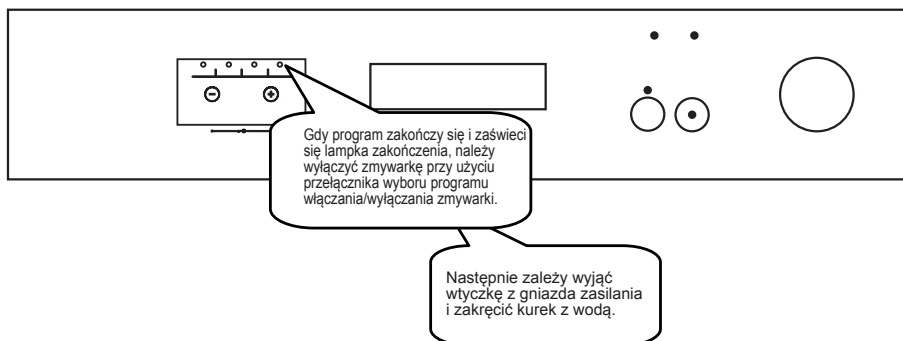 Gdy program zakończy się i zaświeci
się lampka zakończenia, należy
wyłączyć zmywarkę przy użyciu
przełącznika wyboru programu
włączania/wyłączania zmywarki.
Następnie zależy wyjąć
wtyczkę z gniazda zasilania
i zakręcić kurek z wodą.